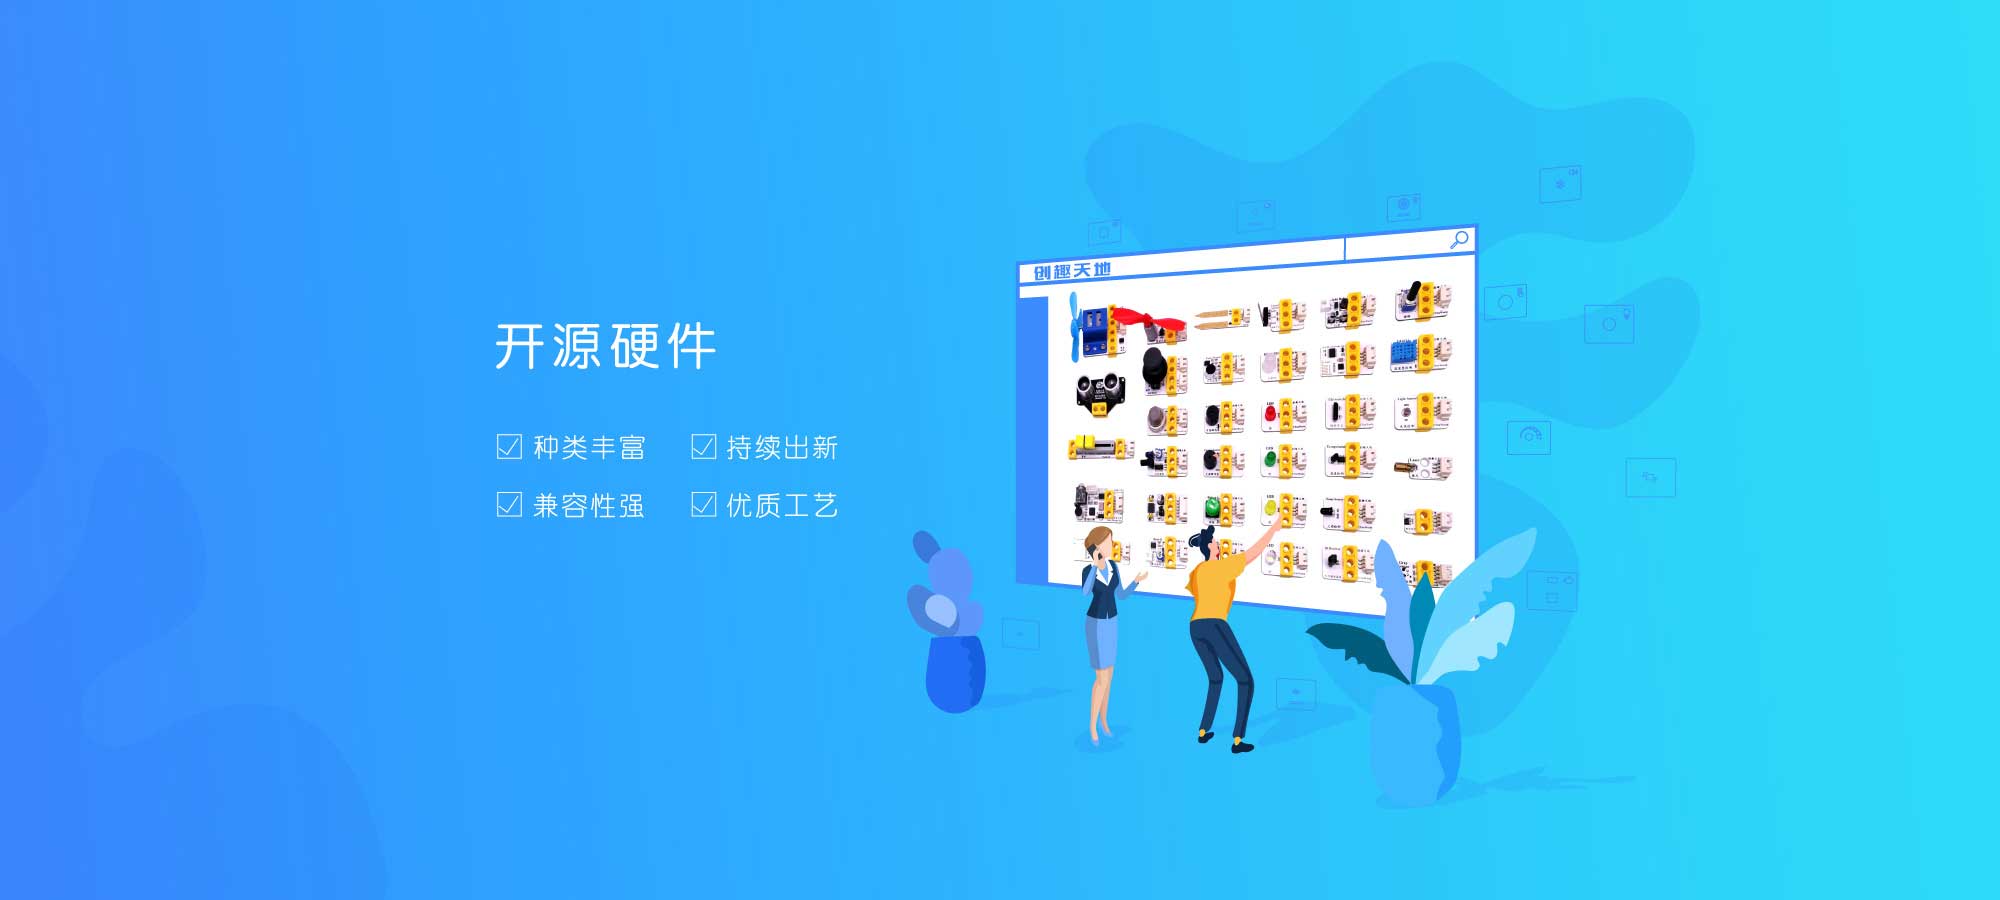 创趣天地
开源硬件
种类丰富 持续出新
兼容性强 优质工艺